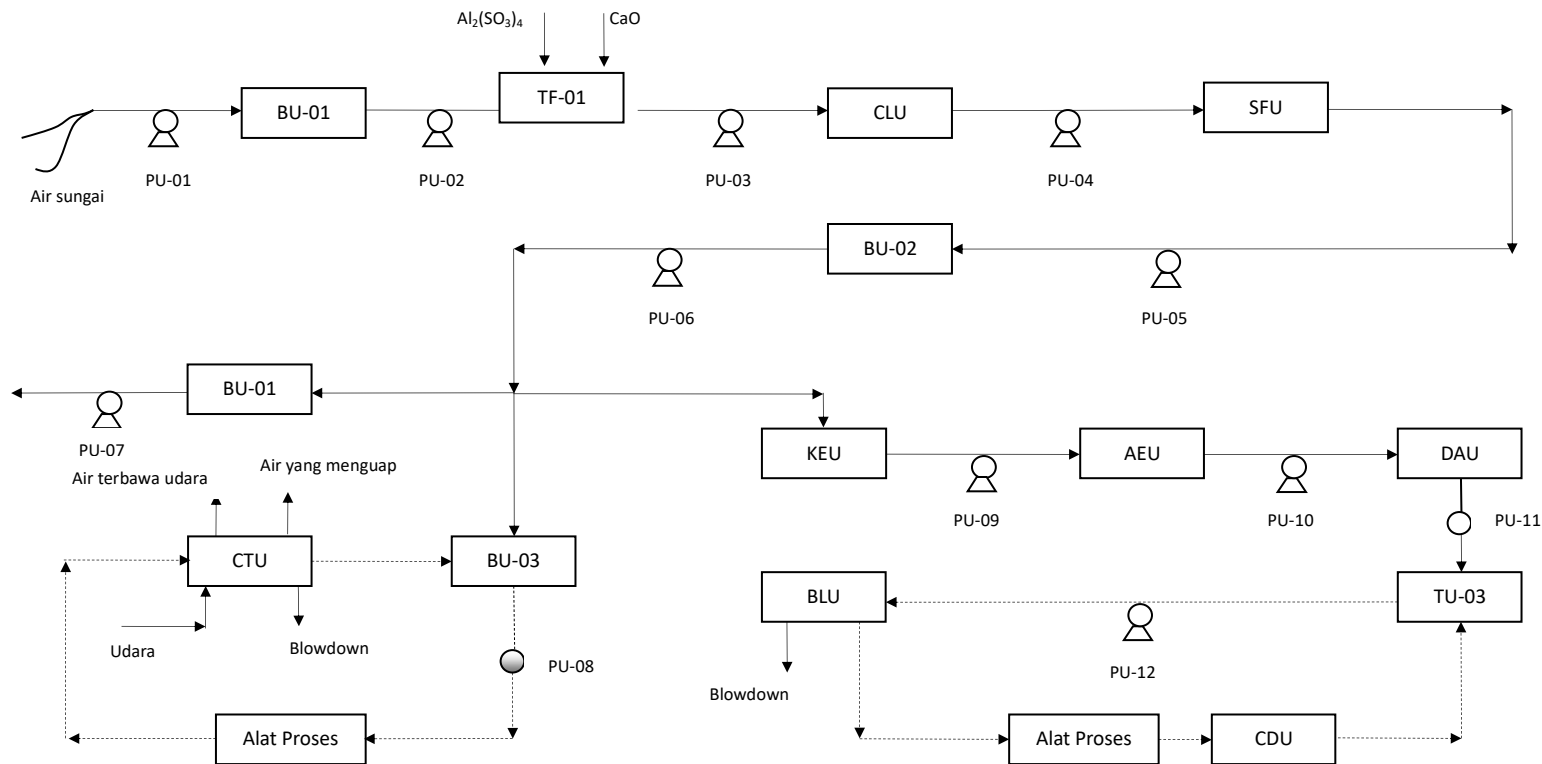 Al₂(SO₃)₄
CaO
BU-01
TF-01
CLU
SFU
PU-01
PU-02
PU-03
PU-04
Air sungai
BU-02
PU-06
PU-05
BU-01
PU-07
KEU
AEU
DAU
Air terbawa udara
Air yang menguap
PU-09
PU-10
PU-11
CTU
BU-03
BLU
TU-03
Udara
Blowdown
PU-08
PU-12
Blowdown
Alat Proses
Alat Proses
CDU